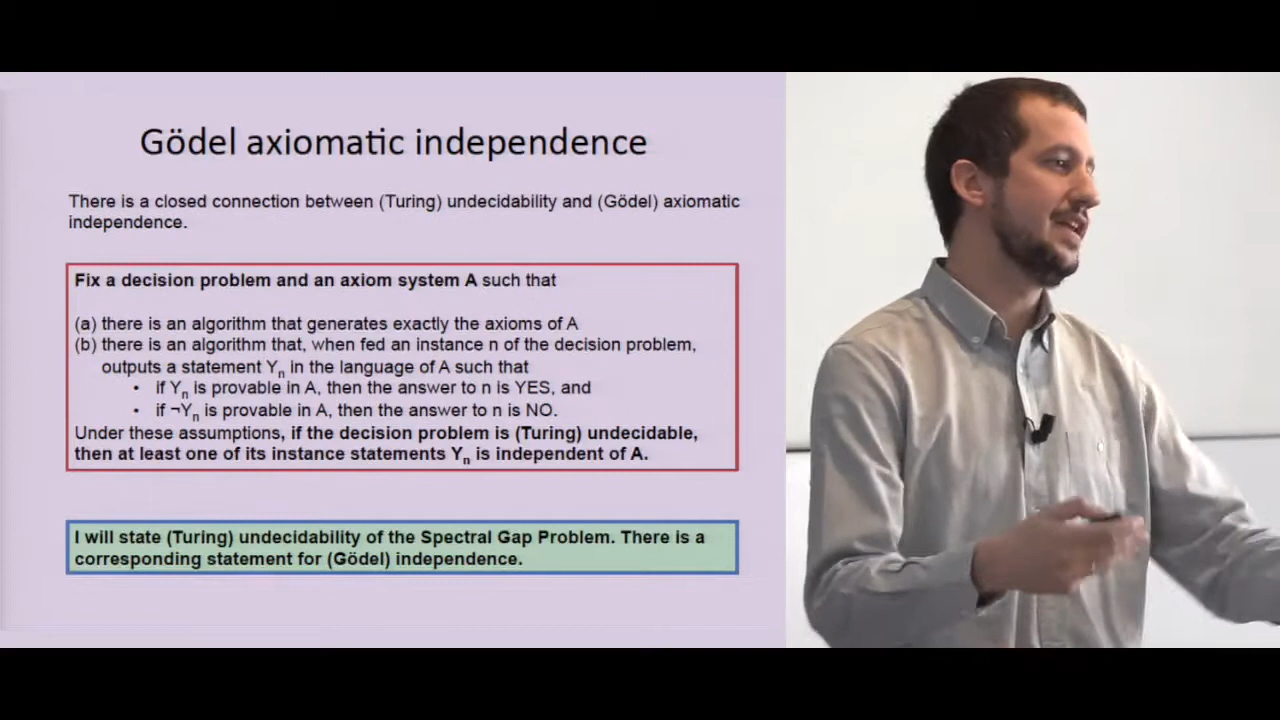 Gödel axiomatic independence
There is a closed connection between (Turing) undecidability and (Gödel) axiomatic
independence.
Fix a decision problem and an axiom system A such that
(a) there is an algorithm that generates exactly the axioms of A
(b) there is an algorithm that, when fed an instance n of the decision problem,
outputs a statement Yₙ in the language of A such that
• if Yₙ is provable in A, then the answer to n is YES, and
• if ¬Yₙ is provable in A, then the answer to n is NO.
Under these assumptions, if the decision problem is (Turing) undecidable,
then at least one of its instance statements Yₙ is independent of A.
I will state (Turing) undecidability of the Spectral Gap Problem. There is a
corresponding statement for (Gödel) independence.